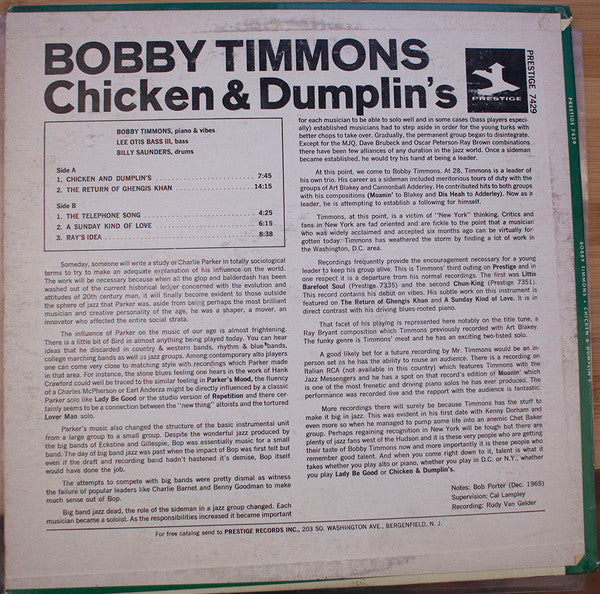 BOBBY TIMMONS
Chicken & Dumplin's
PRESTIGE
PRESTIGE 7429
BOBBY TIMMONS, piano & vibes
LEE OTIS BASS III, bass
BILLY SAUNDERS, drums
Side A
1. CHICKEN AND DUMPLIN'S 7:45
2. THE RETURN OF GHENGIS KHAN 14:15
Side B
1. THE TELEPHONE SONG 4:25
2. A SUNDAY KIND OF LOVE 6:15
3. RAY'S IDEA 8:38
Someday, someone will write a study of Charlie Parker in totally sociological
terms to try to make an adequate explanation of his influence on the world.
The work will be necessary because when all the glop and balderdash has been
washed out of the current historical ledger concerned with the evolution and
attitudes of 20th century man, it will finally become evident to those outside
the sphere of jazz that Parker was, aside from being perhaps the most brilliant
musician and creative personality of the age, he was a shaper, a mover, an
innovator who affected the entire social strata.
The influence of Parker on the music of our age is almost frightening.
There is a little bit of Bird in almost anything being played today. You can hear
ideas that he discarded in country & western bands, rhythm & blue bands,
college marching bands as well as jazz groups. Among contemporary alto players
one can come very close to matching style with recordings which Parker made
in that area. For instance, the stone blues feeling one hears in the work of Hank
Crawford could well be traced to the similar feeling in Parker's Mood, the fluency
of a Charles McPherson or Earl Anderza might be directly influenced by a classic
Parker solo like Lady Be Good or the studio version of Repetition and there cer-
tainly seems to be a connection between the "new thing" altoists and the tortured
Lover Man solo.
Parker's music also changed the structure of the basic instrumental unit
from a large group to a small group. Despite the wonderful jazz produced by
the big bands of Eckstine and Gillespie, Bop was essentially music for a small
band. The day of big band jazz was past when the impact of Bop was first felt but
even if the draft and recording band hadn't hastened it's demise, Bop itself
would have done the job.
The attempts to compete with big bands were pretty dismal as witness
the failure of popular leaders like Charlie Barnet and Benny Goodman to make
much sense out of Bop.
Big band jazz dead, the role of the sideman in a jazz group changed. Each
musician became a soloist. As the responsibilities increased it became important
for each musician to be able to solo well and in some cases (bass players especi-
ally) established musicians had to step aside in order for the young turks with
better chops to take over. Gradually, the permanent group began to disintegrate.
Except for the MJQ, Dave Brubeck and Oscar Peterson-Ray Brown combinations
there have been few alliances of any duration in the jazz world. Once a sideman
became established, he would try his hand at being a leader.
At this point, we come to Bobby Timmons. At 28, Timmons is a leader of
his own trio. His career as a sideman included meritorious tours of duty with the
groups of Art Blakey and Cannonball Adderley. He contributed hits to both groups
with his compositions (Moanin' to Blakey and Dis Heah to Adderley). Now as a
leader, he is attempting to establish a following for himself.
Timmons, at this point, is a victim of "New York" thinking. Critics and
fans in New York are fad oriented and are fickle to the point that a musician
who was widely acclaimed and accepted six months ago can be virtually for-
gotten today: Timmons has weathered the storm by finding a lot of work in
the Washington, D.C. area.
Recordings frequently provide the encouragement necessary for a young
leader to keep his group alive. This is Timmons' third outing on Prestige and in
one respect it is a departure from his normal recordings. The first was Little
Barefoot Soul (Prestige 7335) and the second Chun-King (Prestige 7351).
This record contains his debut on vibes. His subtle work on this instrument is
featured on The Return of Ghengis Khan and A Sunday Kind of Love. It is in
direct contrast with his driving blues-rooted piano.
That facet of his playing is represented here notably on the title tune, a
Ray Bryant composition which Timmons previously recorded with Art Blakey.
The funky genre is Timmons' meat and he has an exciting two-listed solo.
A good likely bet for a future recording by Mr. Timmons would be an in-
person set as he has the ability to rouse an audience. There is a recording on
Italian RCA (not available in this country) which features Timmons with the
Jazz Messengers and he has a spot on that record's edition of Moanin' which
is one of the most frenetic and driving piano solos he has ever produced. The
performance was recorded live and the rapport with the audience is fantastic.
More recordings there will surely be because Timmons has the stuff to
make it big in jazz. This was evident in his first date with Kenny Dorham and
even more so when he managed to pump some life into an anemic Chet Baker
group. Perhaps regaining recognition in New York will be tough but there are
plenty of jazz fans west of the Hudson and it is these very people who are getting
their taste of Bobby Timmons now and more importantly it is these people who
remember good talent. And when you come right down to it, talent is what it
takes whether you play alto or piano, whether you play in D.C. or N.Y., whether
you play Lady Be Good or Chicken & Dumplin's.
Notes: Bob Porter (Dec. 1965)
Supervision: Cal Lampley
Recording: Rudy Van Gelder
For free catalog send to PRESTIGE RECORDS INC., 203 SO. WASHINGTON AVE., BERGENFIELD, N. J.
PRESTIGE 7429
BOBBY TIMMONS • CHICKEN & DUMPLIN'S